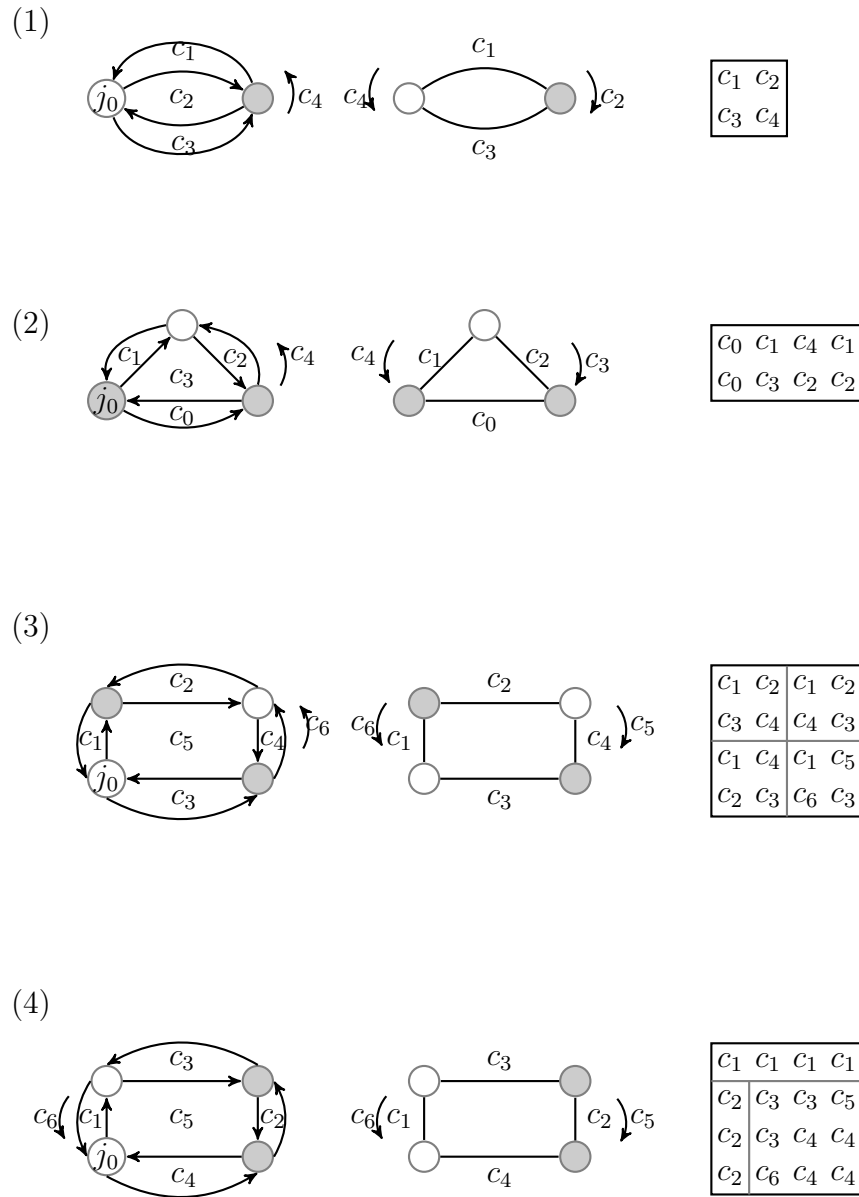 (1)
c₁ c₁
j₀ c₂ c₄ c₄ c₂
c₃ c₃
c₁ c₂
c₃ c₄
(2)
c₁ c₂ c₄ c₄ c₁ c₂ c₃
j₀ c₃
c₀ c₀
c₀ c₁ c₄ c₁
c₀ c₃ c₂ c₂
(3)
c₂ c₂
c₁ c₅ c₄ c₆ c₆ c₁ c₄ c₅
j₀
c₃ c₃
c₁ c₂ c₁ c₂
c₃ c₄ c₄ c₃
c₁ c₄ c₁ c₅
c₂ c₃ c₆ c₃
(4)
c₃ c₃
c₆ c₁ c₅ c₂ c₆ c₁ c₂ c₅
j₀
c₄ c₄
c₁ c₁ c₁ c₁
c₂ c₃ c₃ c₅
c₂ c₃ c₄ c₄
c₂ c₆ c₄ c₄